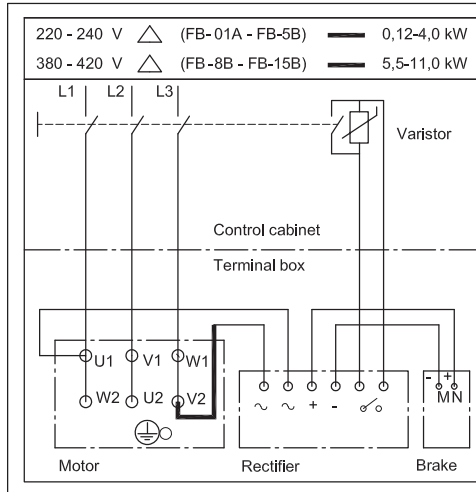 220 - 240 V △ (FB- 01A - FB-5B) 0,12-4,0 kW
380 - 420 V △ (FB -8B - FB-15B) 5,5-11,0 kW
L1 L2 L3
Varistor
Control cabinet
Terminal box
U1 V1 W1
- +
W2 U2 V2
~ ~ + -
MN
Motor Rectifier Brake